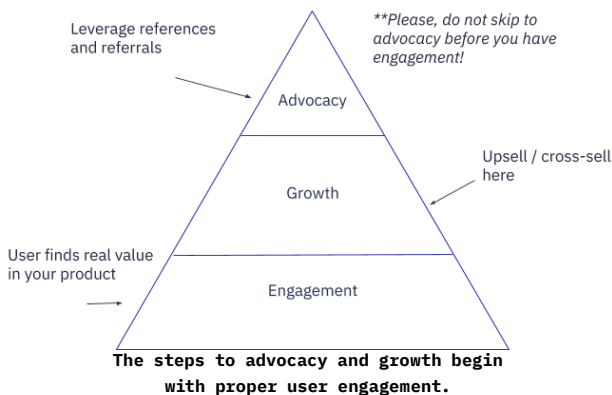 Leverage references
and referrals
**Please, do not skip to
advocacy before you have
engagement!
Advocacy
Upsell / cross-sell
here
Growth
User finds real value
in your product
Engagement
The steps to advocacy and growth begin
with proper user engagement.